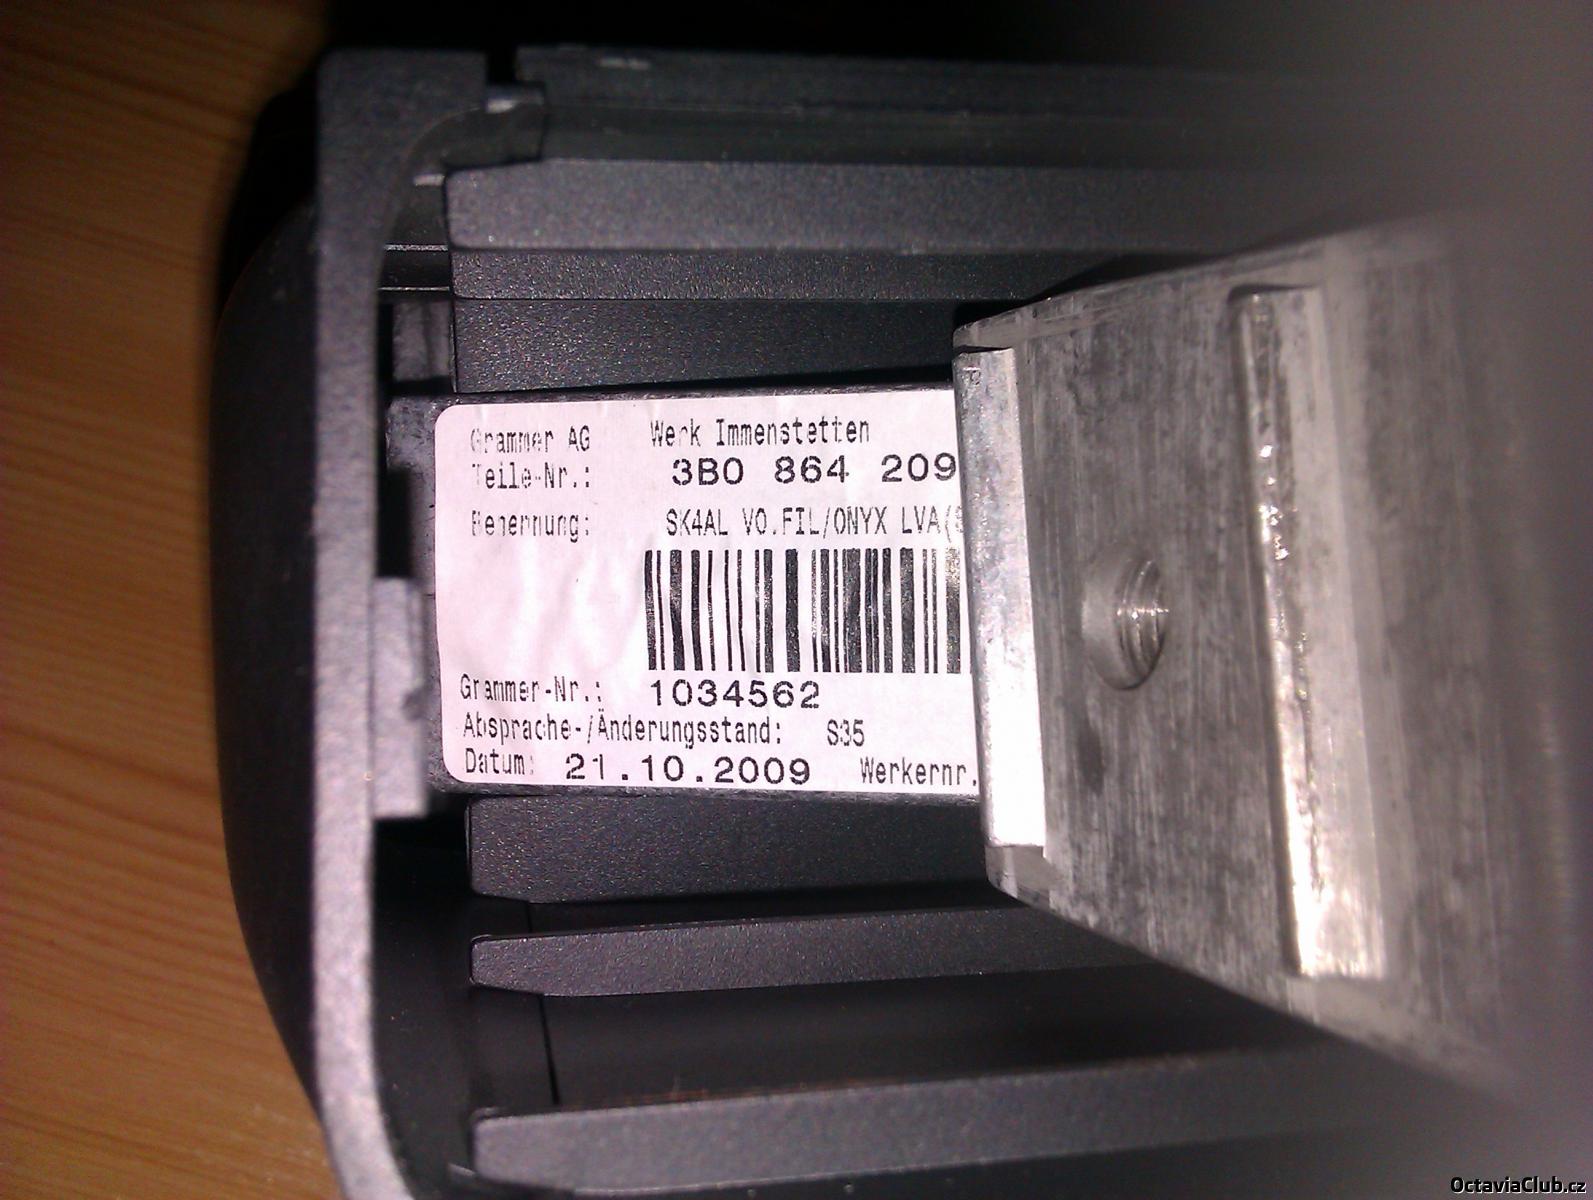 Grammer AG Werk Immenstetten
Teile-Nr.: 3B0 864 209
Benennung: SK4AL VO.FIL/ONYX LVA(
Grammer-Nr.: 1034562
Absprache-/Änderungsstand: S35
Datum: 21.10.2009 Werkernr.
OctaviaClub.cz